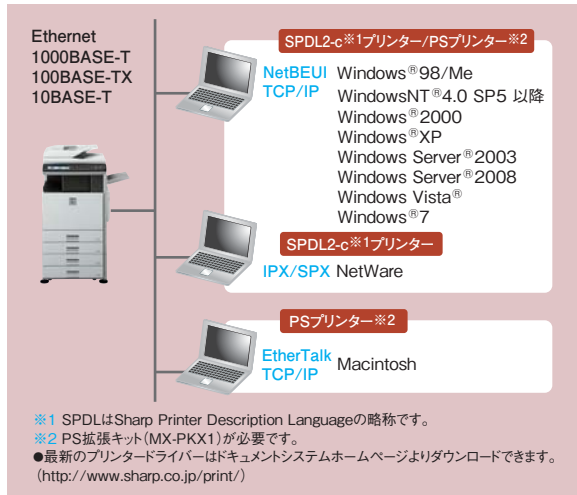 Ethernet
1000BASE-T
100BASE-TX
10BASE-T
SPDL2-c※1プリンター/PSプリンター※2
NetBEUI
TCP/IP
Windows®98/Me
WindowsNT®4.0 SP5 以降
Windows®2000
Windows®XP
Windows Server®2003
Windows Server®2008
Windows Vista®
Windows®7
SPDL2-c※1プリンター
IPX/SPX NetWare
PSプリンター※2
EtherTalk
TCP/IP
Macintosh
※1 SPDLはSharp Printer Description Languageの略称です。
※2 PS拡張キット(MX-PKX1)が必要です。
●最新のプリンタードライバーはドキュメントシステムホームページよりダウンロードできます。
(http://www.sharp.co.jp/print/)